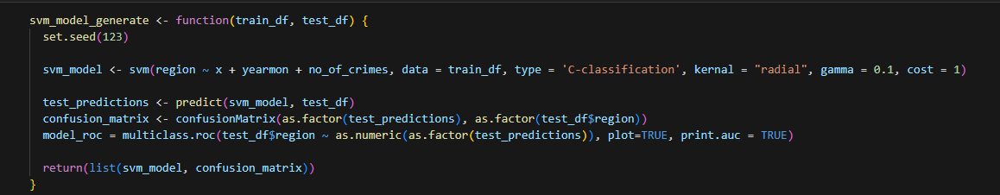 svm_model_generate <- function(train_df, test_df) {
  set.seed(123)
  svm_model <- svm(region ~ x + yearmon + no_of_crimes, data = train_df, type = 'C-classification', kernal = "radial", gamma = 0.1, cost = 1)
  test_predictions <- predict(svm_model, test_df)
  confusion_matrix <- confusionMatrix(as.factor(test_predictions), as.factor(test_df$region))
  model_roc = multiclass.roc(test_df$region ~ as.numeric(as.factor(test_predictions)), plot=TRUE, print.auc = TRUE)
  return(list(svm_model, confusion_matrix))
}